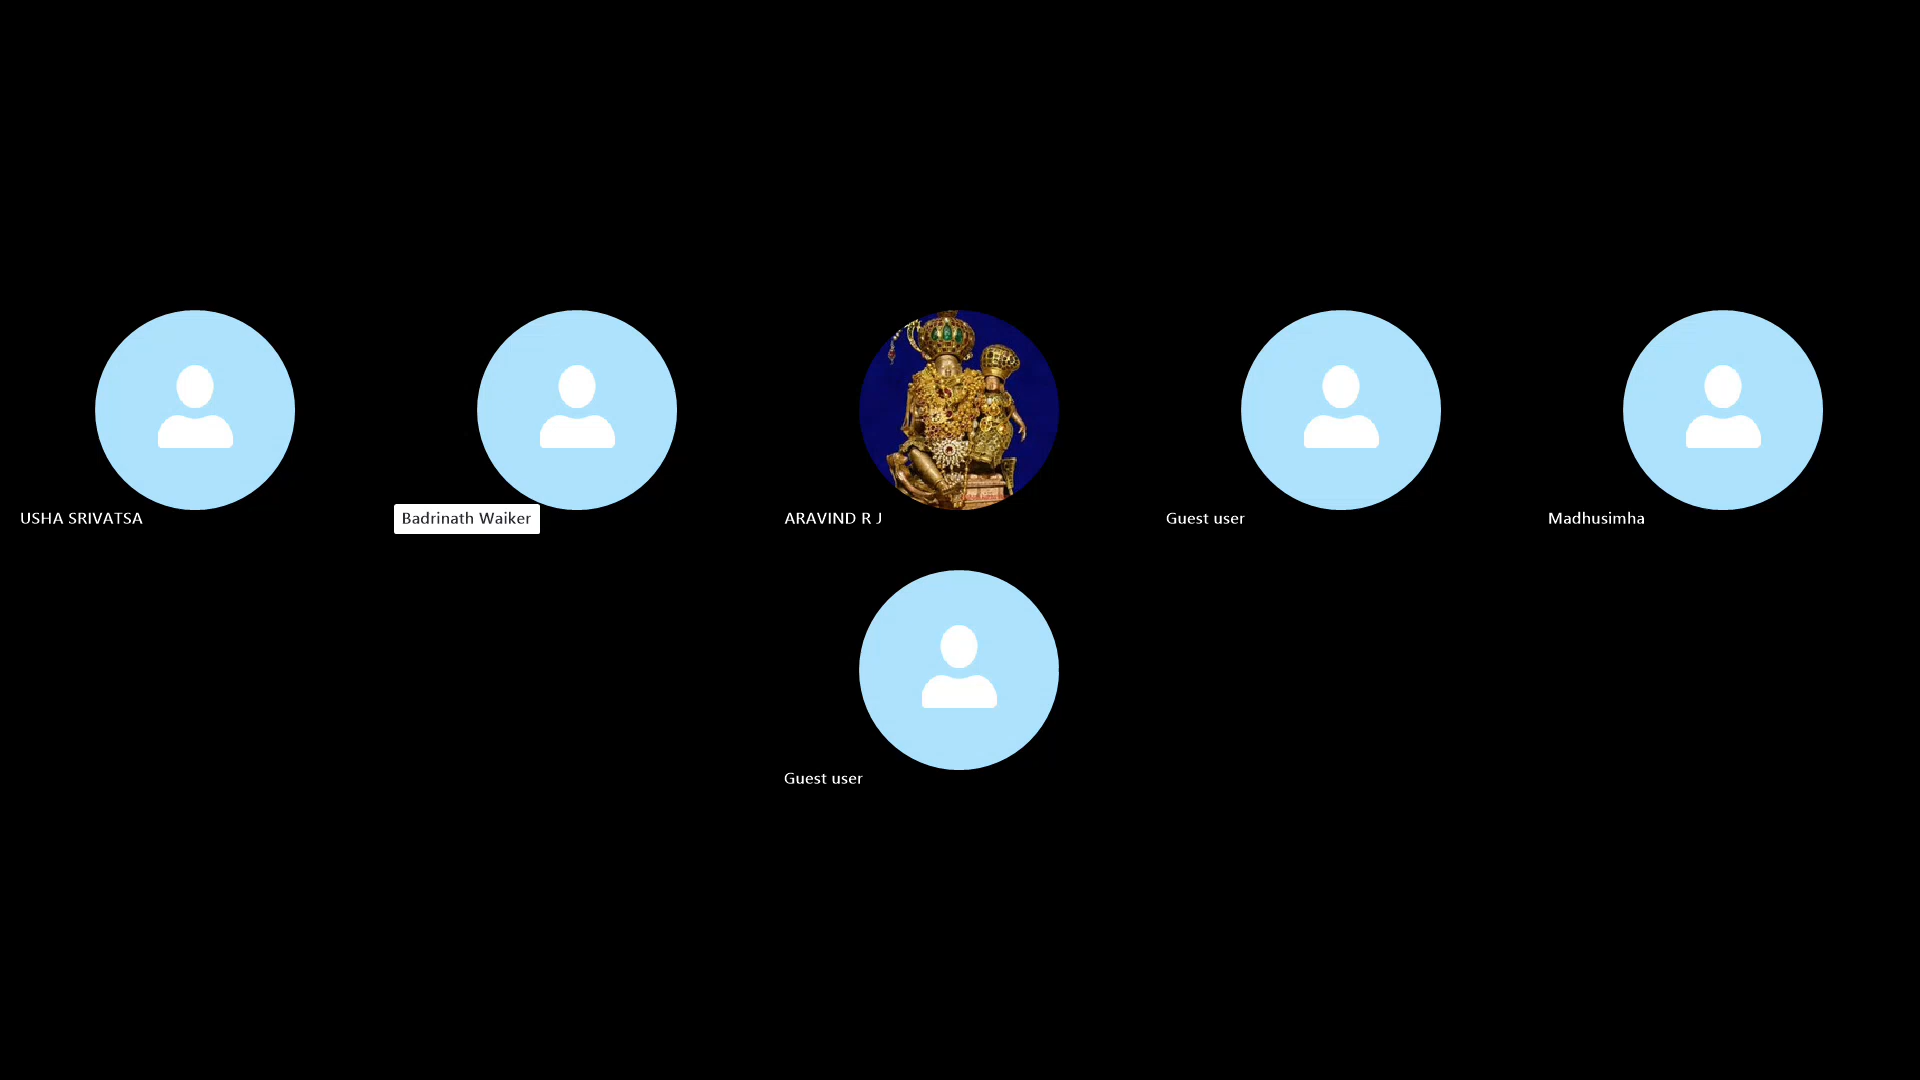 USHA SRIVATSA
Badrinath Waiker
ARAVIND R J
Guest user
Madhusimha
Guest user